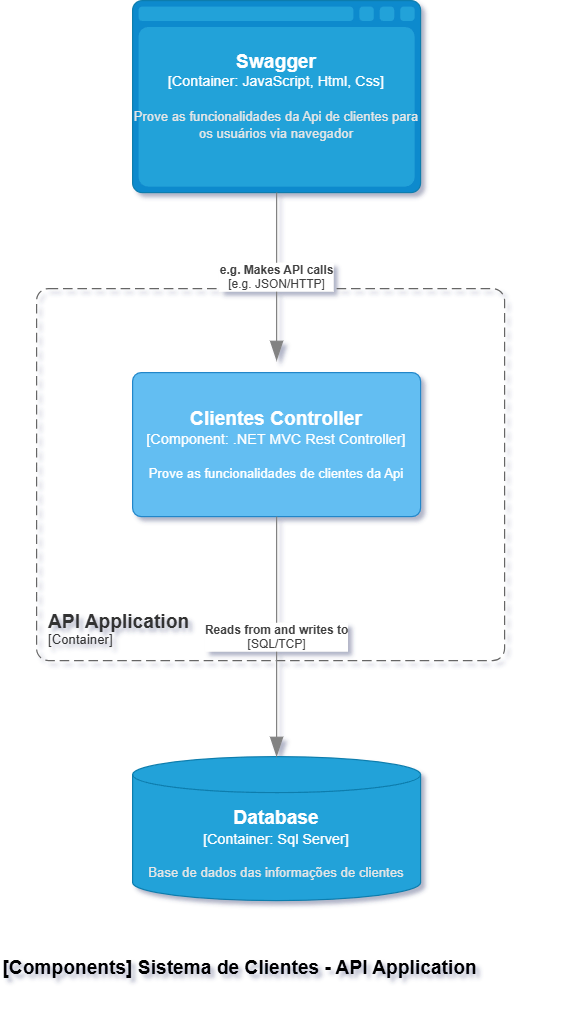 Swagger
[Container: JavaScript, Html, Css]
Prove as funcionalidades da Api de clientes para
os usuários via navegador
e.g. Makes API calls
[e.g. JSON/HTTP]
Clientes Controller
[Component: .NET MVC Rest Controller]
Prove as funcionalidades de clientes da Api
API Application
[Container]
Reads from and writes to
[SQL/TCP]
Database
[Container: Sql Server]
Base de dados das informações de clientes
[Components] Sistema de Clientes - API Application